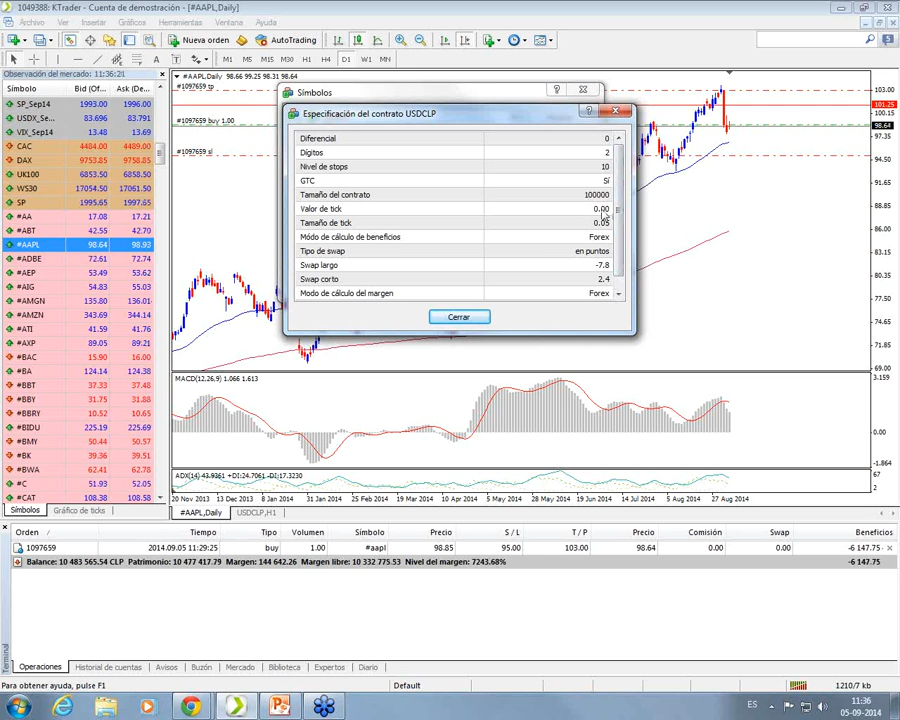 1049388: KTrader - Cuenta de demostración - [#AAPL,Daily]
Archivo Ver Insertar Gráficos Herramientas Ventana Ayuda
Nueva orden AutoTrading
M1 M5 M15 M30 H1 H4 D1 W1 MN
Observación del mercado: 11:36:21
Símbolo Bid (Of... Ask (De...
SP_Sep14 1993.00 1996.00
USDX_Se... 83.736 83.791
VIX_Sep14 13.48 13.69
CAC 4484.00 4489.00
DAX 9753.85 9755.85
UK100 6856.50 6858.50
WS30 17054.50 17061.50
SP 1995.65 1997.65
#AA 17.08 17.21
#ABT 42.55 42.70
#AAPL 98.64 98.93
#ADBE 72.61 72.74
#AEP 53.49 53.62
#AIG 54.83 55.03
#AMGN 135.80 136.01
#AMZN 343.69 344.14
#ATI 41.59 41.76
#AXP 89.05 89.21
#BAC 15.90 16.00
#BA 124.14 124.38
#BBT 37.33 37.48
#BBY 31.75 31.88
#BBRY 10.52 10.65
#BIDU 225.19 225.69
#BMY 50.44 50.57
#BK 39.36 39.51
#BWA 62.41 62.71
#C 51.93 52.05
#CAT 108.38 108.58
Símbolos Gráfico de ticks
#AAPL,Daily 98.66 99.25 98.31 98.64
#1097659 tp
#1097659 buy 1.00
#1097659 sl
Símbolos
Especificación del contrato USDCLP
Diferencial 0
Dígitos 2
Nivel de stops 10
GTC Sí
Tamaño del contrato 100000
Valor de tick 0.00
Tamaño de tick 0.05
Módo de cálculo de beneficios Forex
Tipo de swap en puntos
Swap largo -7.8
Swap corto 2.4
Modo de cálculo del margen Forex
Cerrar
103.00
101.25
100.15
98.64
94.50
91.65
88.85
86.00
83.20
80.35
77.50
74.65
71.85
69.00
MACD(12,26,9) 1.066 1.613
3.159
0.00
-1.864
ADX(14) 43.9361 +DI:24.7061 -DI:17.3230
67
2
20 Nov 2013 13 Dec 2013 8 Jan 2014 31 Jan 2014 25 Feb 2014 19 Mar 2014 10 Apr 2014 5 May 2014 28 May 2014 19 Jun 2014 14 Jul 2014 5 Aug 2014 27 Aug 2014
#AAPL,Daily USDCLP,H1
Orden Tiempo Tipo Volumen Símbolo Precio S / L T / P Precio Comisión Swap Beneficios
1097659 2014.09.05 11:29:25 buy 1.00 #aapl 98.85 95.00 103.00 98.64 0.00 0.00 -6 147.75
Balance: 10 483 565.54 CLP Patrimonio: 10 477 417.79 Margen: 144 642.26 Margen libre: 10 332 775.53 Nivel del margen: 7243.68% -6 147.75
Terminal
Operaciones Historial de cuentas Avisos Buzón Mercado Biblioteca Expertos Diario
Para obtener ayuda, pulse F1 Default 1210/7 kb
ES 11:36
05-09-2014